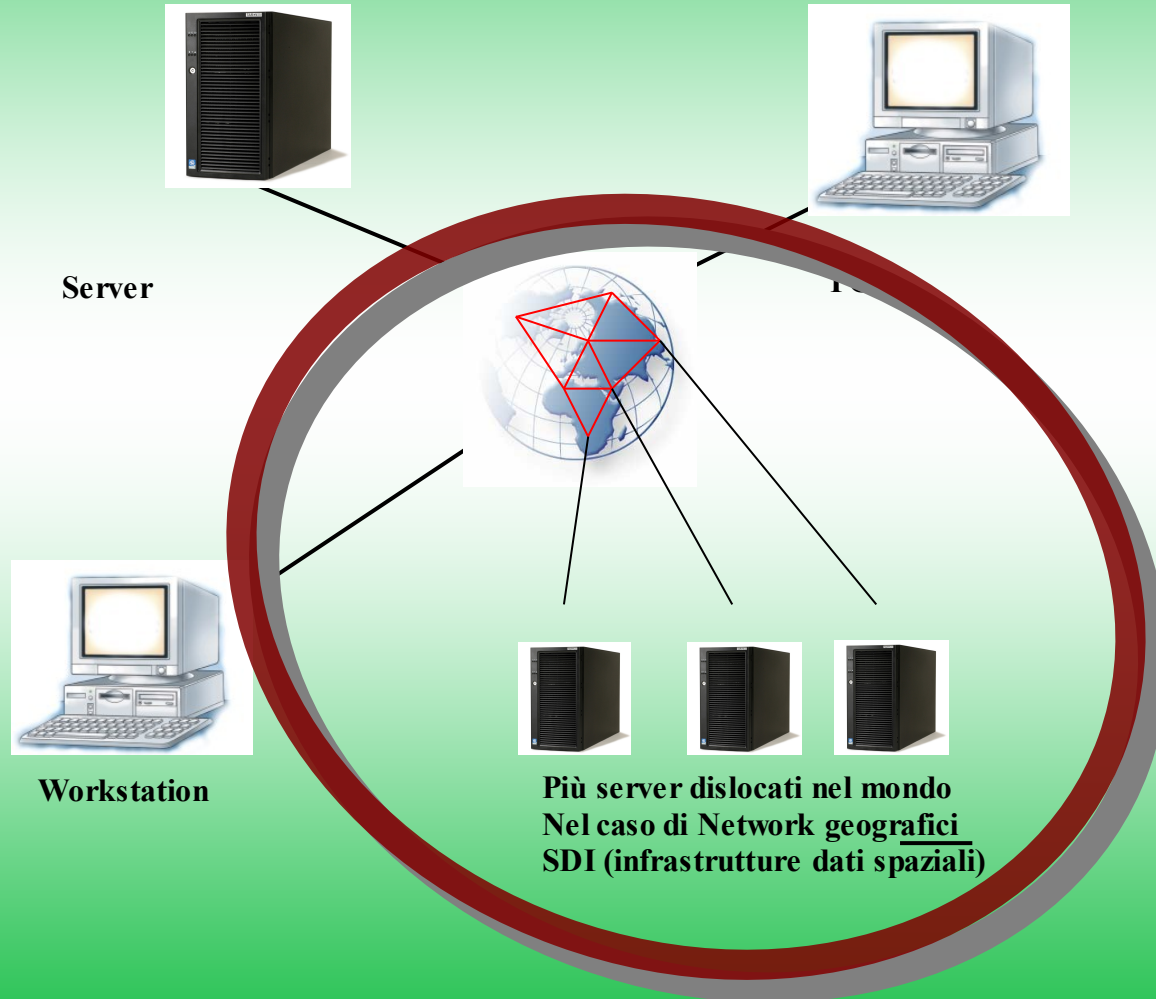 Server
Workstation
Più server dislocati nel mondo
Nel caso di Network geografici
SDI (infrastrutture dati spaziali)